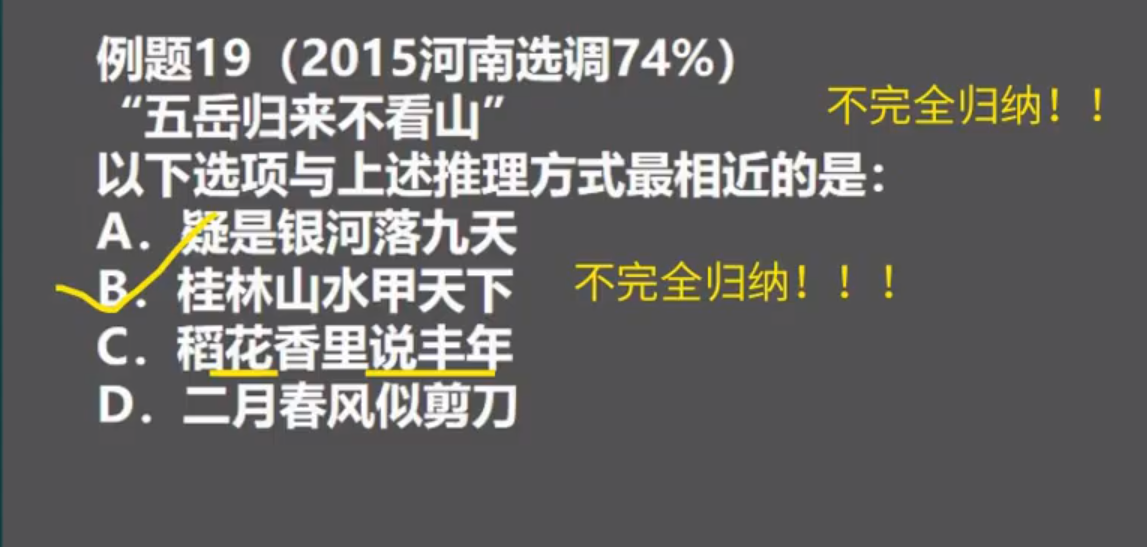 例题19（2015河南选调74%）
“五岳归来不看山”
不完全归纳！！
以下选项与上述推理方式最相近的是：
A．疑是银河落九天
B．桂林山水甲天下
不完全归纳！！！
C．稻花香里说丰年
D．二月春风似剪刀